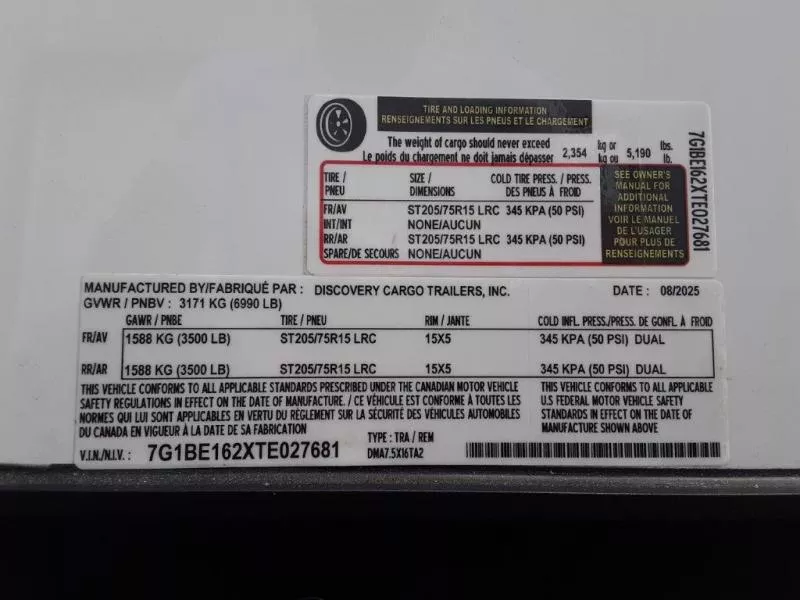 TIRE AND LOADING INFORMATION
RENSEIGNEMENTS SUR LES PNEUS ET LE CHARGEMENT
The weight of cargo should never exceed
Le poids du chargement ne doit jamais dépasser 2,354 kg or kg ou 5,190 lbs. lb.
TIRE / PNEU SIZE / DIMENSIONS COLD TIRE PRESS. / PRESS. DES PNEUS À FROID
FR/AV ST205/75R15 LRC 345 KPA (50 PSI)
INT/INT NONE/AUCUN
RR/AR ST205/75R15 LRC 345 KPA (50 PSI)
SPARE/DE SECOURS NONE/AUCUN
SEE OWNER'S
MANUAL FOR
ADDITIONAL
INFORMATION
VOIR LE MANUEL
DE L'USAGER
POUR PLUS DE
RENSEIGNEMENTS
7G1BE162XTE027681
MANUFACTURED BY/FABRIQUÉ PAR : DISCOVERY CARGO TRAILERS, INC. DATE : 08/2025
GVWR / PNBV : 3171 KG (6990 LB)
GAWR / PNBE TIRE / PNEU RIM / JANTE COLD INFL. PRESS./PRESS. DE GONFL. À FROID
FR/AV 1588 KG (3500 LB) ST205/75R15 LRC 15X5 345 KPA (50 PSI) DUAL
RR/AR 1588 KG (3500 LB) ST205/75R15 LRC 15X5 345 KPA (50 PSI) DUAL
THIS VEHICLE CONFORMS TO ALL APPLICABLE STANDARDS PRESCRIBED UNDER THE CANADIAN MOTOR VEHICLE
SAFETY REGULATIONS IN EFFECT ON THE DATE OF MANUFACTURE. / CE VÉHICULE EST CONFORME À TOUTES LES
NORMES QUI LUI SONT APPLICABLES EN VERTU DU RÈGLEMENT SUR LA SÉCURITÉ DES VÉHICULES AUTOMOBILES
DU CANADA EN VIGUEUR À LA DATE DE SA FABRICATION
THIS VEHICLE CONFORMS TO ALL APPLICABLE
U.S FEDERAL MOTOR VEHICLE SAFETY
STANDARDS IN EFFECT ON THE DATE OF
MANUFACTURE SHOWN ABOVE
V.I.N./N.I.V. : 7G1BE162XTE027681
TYPE : TRA / REM
DMA7.5X16TA2